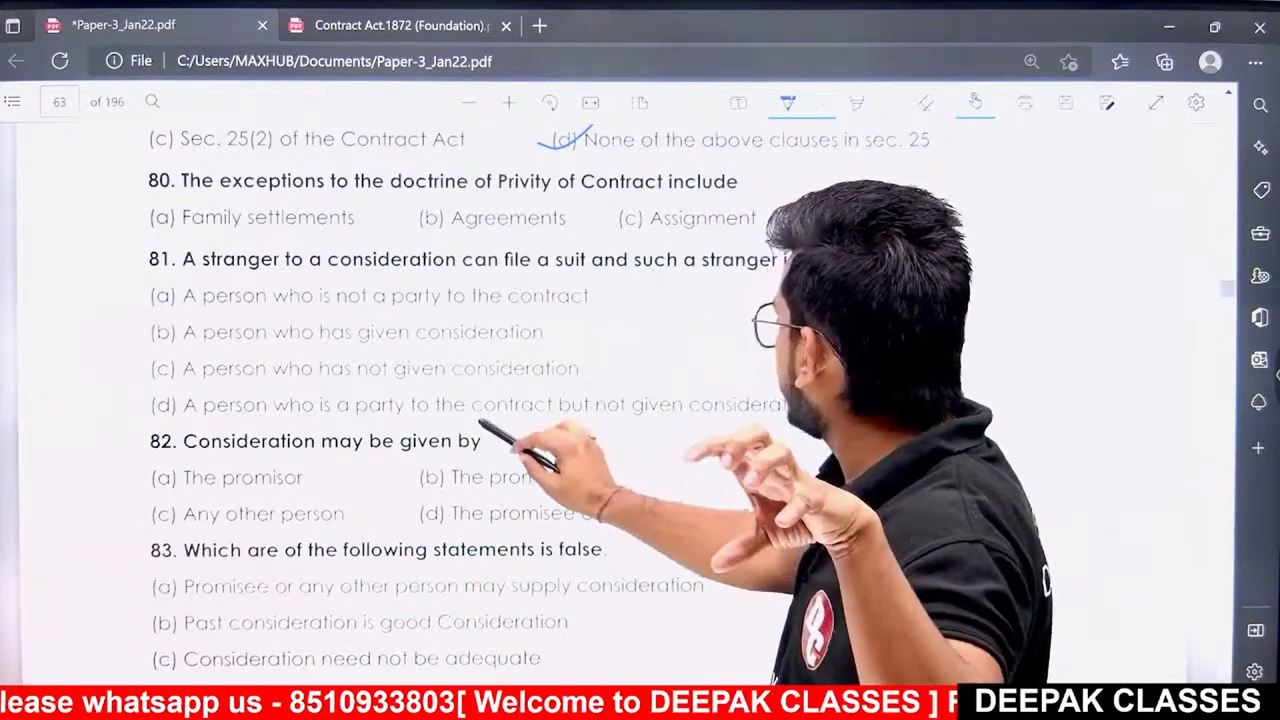 *Paper-3_Jan22.pdf
Contract Act.1872 (Foundation).p
File
C:/Users/MAXHUB/Documents/Paper-3_Jan22.pdf
63 of 196
(c) Sec. 25(2) of the Contract Act (d) None of the above clauses in sec. 25
80. The exceptions to the doctrine of Privity of Contract include
(a) Family settlements (b) Agreements (c) Assignment
81. A stranger to a consideration can file a suit and such a stranger
(a) A person who is not a party to the contract
(b) A person who has given consideration
(c) A person who has not given consideration
(d) A person who is a party to the contract but not given
82. Consideration may be given by
(a) The promisor (b) The
(c) Any other person (d) The promisee
83. Which are of the following statements is false.
(a) Promisee or any other person may supply consideration
(b) Past consideration is good Consideration
(c) Consideration need not be adequate
lease whatsapp us - 8510933803[ Welcome to DEEPAK CLASSES ]
DEEPAK CLASSES